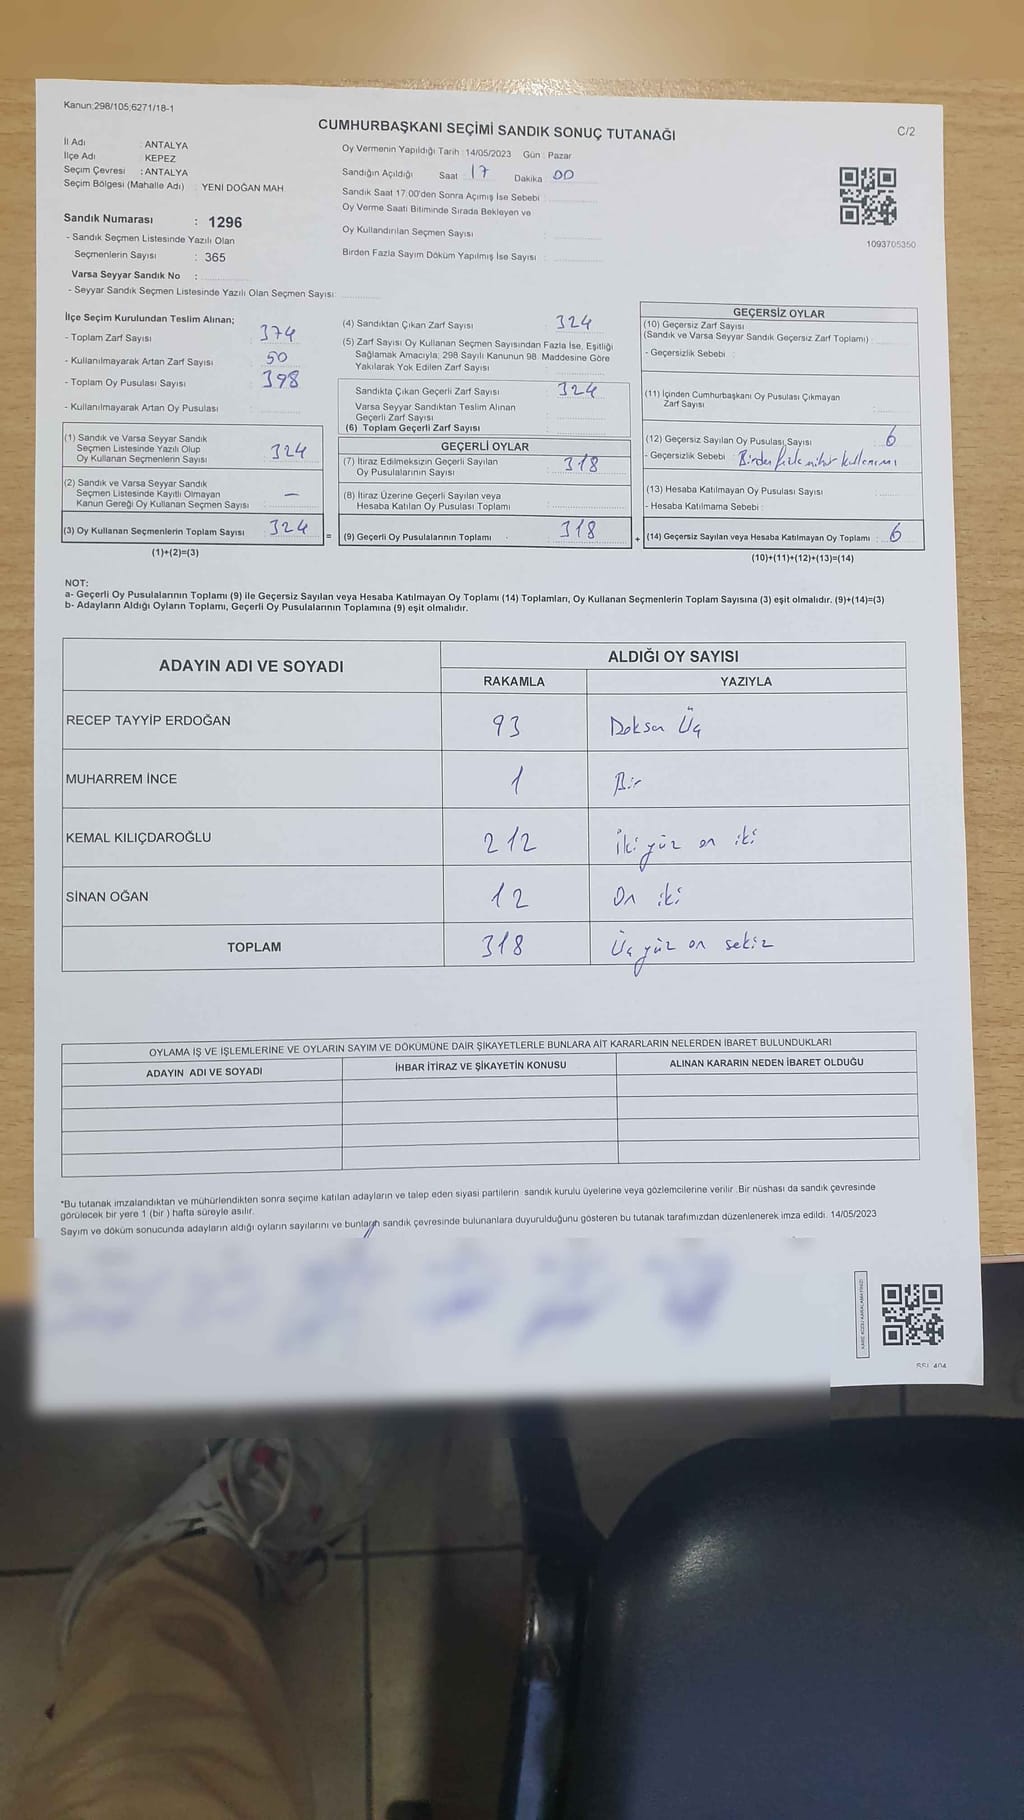 Kanun:298/105;6271/18-1
C/2
CUMHURBAŞKANI SEÇİMİ SANDIK SONUÇ TUTANAĞI
İl Adı : ANTALYA
İlçe Adı : KEPEZ
Seçim Çevresi : ANTALYA
Seçim Bölgesi (Mahalle Adı) : YENİ DOĞAN MAH
Oy Vermenin Yapıldığı Tarih : 14/05/2023 Gün : Pazar
Sandığın Açıldığı Saat 17 Dakika 00
Sandık Saat 17.00'den Sonra Açımış İse Sebebi :
Oy Verme Saati Bitiminde Sırada Bekleyen ve
Oy Kullandırılan Seçmen Sayısı :
Birden Fazla Sayım Döküm Yapılmış İse Sayısı :
1093705350
Sandık Numarası : 1296
- Sandık Seçmen Listesinde Yazılı Olan
Seçmenlerin Sayısı : 365
Varsa Seyyar Sandık No :
- Seyyar Sandık Seçmen Listesinde Yazılı Olan Seçmen Sayısı:
İlçe Seçim Kurulundan Teslim Alınan;
- Toplam Zarf Sayısı : 374
- Kullanılmayarak Artan Zarf Sayısı : 50
- Toplam Oy Pusulası Sayısı : 398
- Kullanılmayarak Artan Oy Pusulası :
(1) Sandık ve Varsa Seyyar Sandık
Seçmen Listesinde Yazılı Olup
Oy Kullanan Seçmenlerin Sayısı : 324
(2) Sandık ve Varsa Seyyar Sandık
Seçmen Listesinde Kayıtlı Olmayan
Kanun Gereği Oy Kullanan Seçmen Sayısı : —
(3) Oy Kullanan Seçmenlerin Toplam Sayısı : 324
(1)+(2)=(3)
=
(4) Sandıktan Çıkan Zarf Sayısı : 324
(5) Zarf Sayısı Oy Kullanan Seçmen Sayısından Fazla İse, Eşitliği
Sağlamak Amacıyla, 298 Sayılı Kanunun 98. Maddesine Göre
Yakılarak Yok Edilen Zarf Sayısı :
Sandıkta Çıkan Geçerli Zarf Sayısı : 324
Varsa Seyyar Sandıktan Teslim Alınan
Geçerli Zarf Sayısı :
(6) Toplam Geçerli Zarf Sayısı :
GEÇERLİ OYLAR
(7) İtiraz Edilmeksizin Geçerli Sayılan
Oy Pusulalarının Sayısı : 318
(8) İtiraz Üzerine Geçerli Sayılan veya
Hesaba Katılan Oy Pusulası Toplamı :
(9) Geçerli Oy Pusulalarının Toplamı : 318
+
GEÇERSİZ OYLAR
(10) Geçersiz Zarf Sayısı
(Sandık ve Varsa Seyyar Sandık Geçersiz Zarf Toplamı) :
- Geçersizlik Sebebi :
(11) İçinden Cumhurbaşkanı Oy Pusulası Çıkmayan
Zarf Sayısı :
(12) Geçersiz Sayılan Oy Pusulası Sayısı : 6
- Geçersizlik Sebebi : Birden fazla mühür kullanımı
(13) Hesaba Katılmayan Oy Pusulası Sayısı :
- Hesaba Katılmama Sebebi :
(14) Geçersiz Sayılan veya Hesaba Katılmayan Oy Toplamı : 6
(10)+(11)+(12)+(13)=(14)
NOT:
a- Geçerli Oy Pusulalarının Toplamı (9) ile Geçersiz Sayılan veya Hesaba Katılmayan Oy Toplamı (14) Toplamları, Oy Kullanan Seçmenlerin Toplam Sayısına (3) eşit olmalıdır. (9)+(14)=(3)
b- Adayların Aldığı Oyların Toplamı, Geçerli Oy Pusulalarının Toplamına (9) eşit olmalıdır.
ADAYIN ADI VE SOYADI
ALDIĞI OY SAYISI
RAKAMLA YAZIYLA
RECEP TAYYİP ERDOĞAN 93 Doksan Üç
MUHARREM İNCE 1 Bir
KEMAL KILIÇDAROĞLU 212 İki yüz on iki
SİNAN OĞAN 12 On iki
TOPLAM 318 Üç yüz on sekiz
OYLAMA İŞ VE İŞLEMLERİNE VE OYLARIN SAYIM VE DÖKÜMÜNE DAİR ŞİKAYETLERLE BUNLARA AİT KARARLARIN NELERDEN İBARET BULUNDUKLARI
ADAYIN ADI VE SOYADI İHBAR İTİRAZ VE ŞİKAYETİN KONUSU ALINAN KARARIN NEDEN İBARET OLDUĞU
*Bu tutanak imzalandıktan ve mühürlendikten sonra seçime katılan adayların ve talep eden siyasi partilerin sandık kurulu üyelerine veya gözlemcilerine verilir .Bir nüshası da sandık çevresinde
görülecek bir yere 1 (bir ) hafta süreyle asılır.
Sayım ve döküm sonucunda adayların aldığı oyların sayılarını ve bunların sandık çevresinde bulunanlara duyurulduğunu gösteren bu tutanak tarafımızdan düzenlenerek imza edildi. 14/05/2023